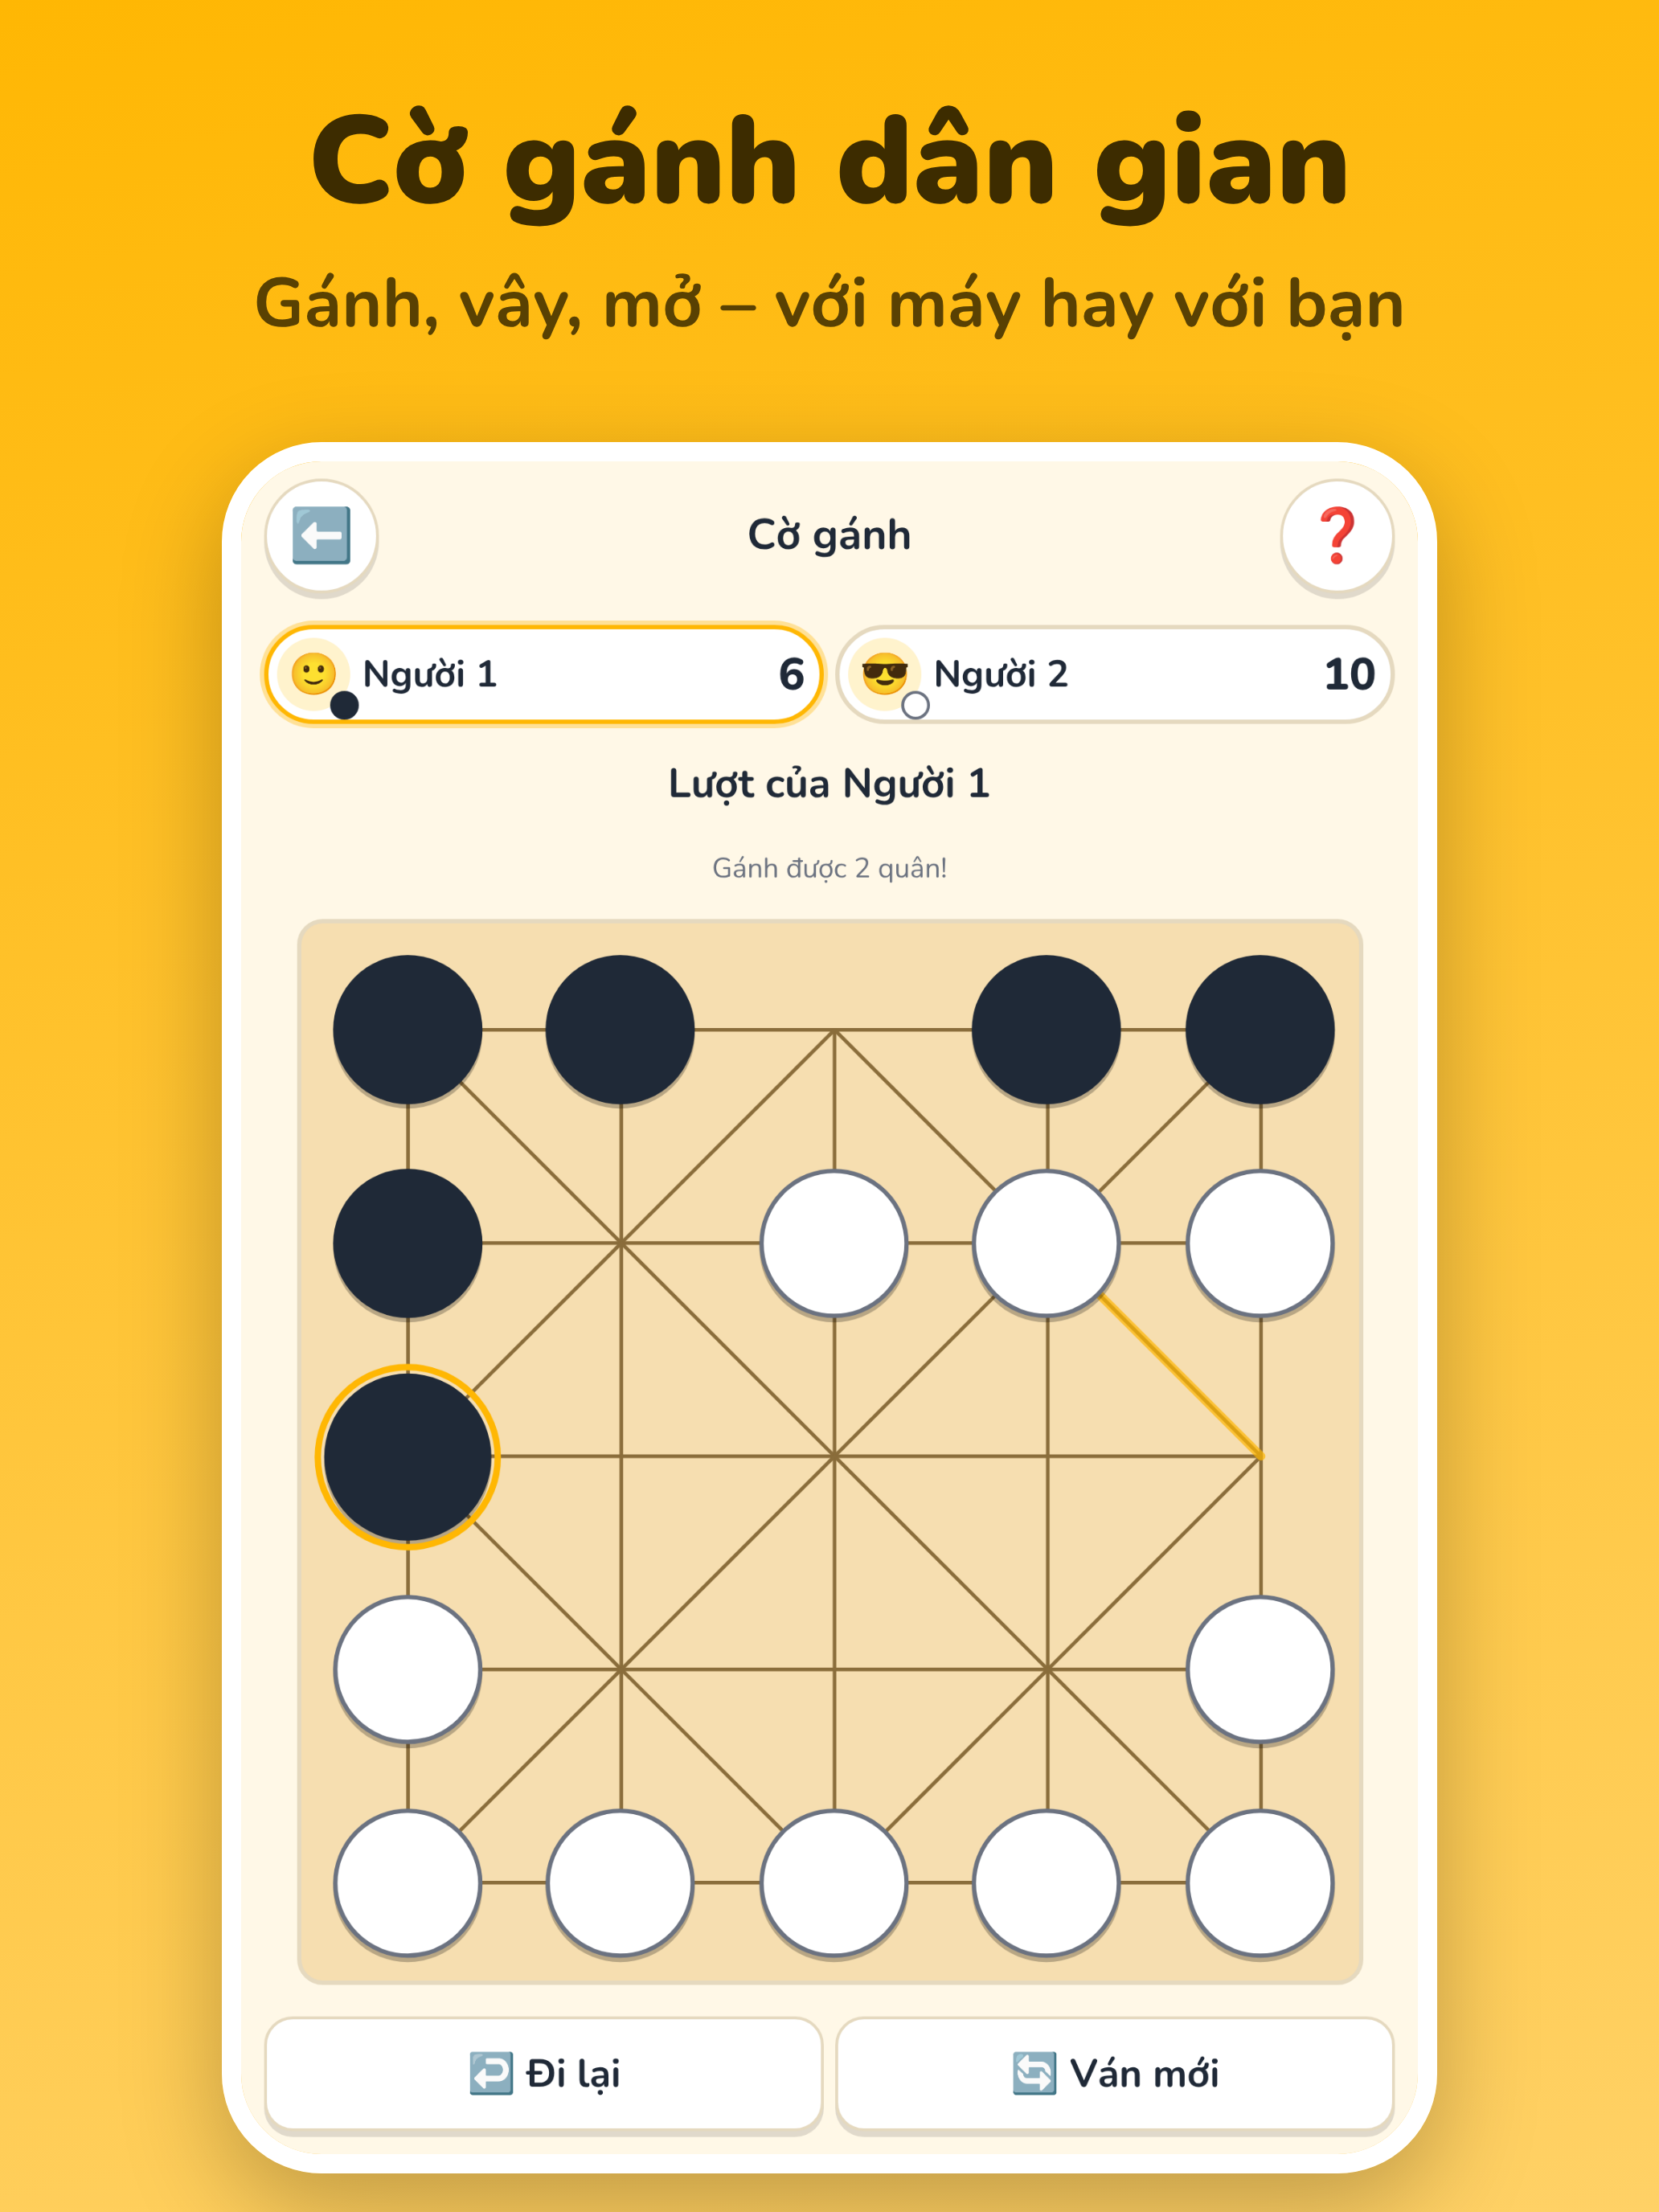 Cờ gánh dân gian
Gánh, vây, mở – với máy hay với bạn
Cờ gánh
Người 1 6
Người 2 10
Lượt của Người 1
Gánh được 2 quân!
Đi lại
Ván mới